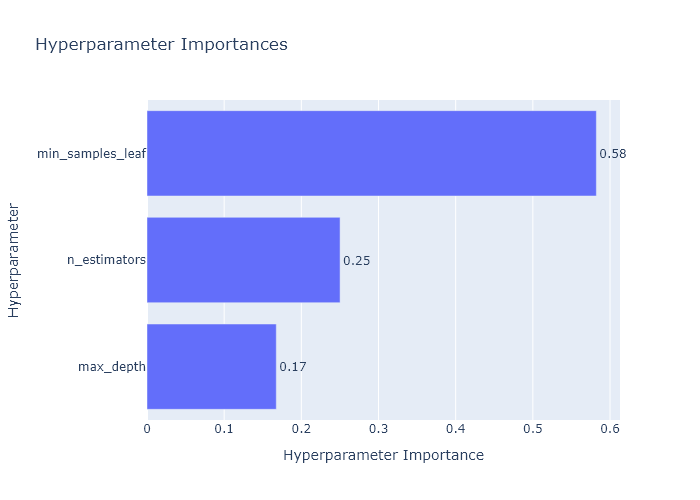 Hyperparameter Importances
Hyperparameter
min_samples_leaf
0.58
n_estimators
0.25
max_depth
0.17
0
0.1
0.2
0.3
0.4
0.5
0.6
Hyperparameter Importance